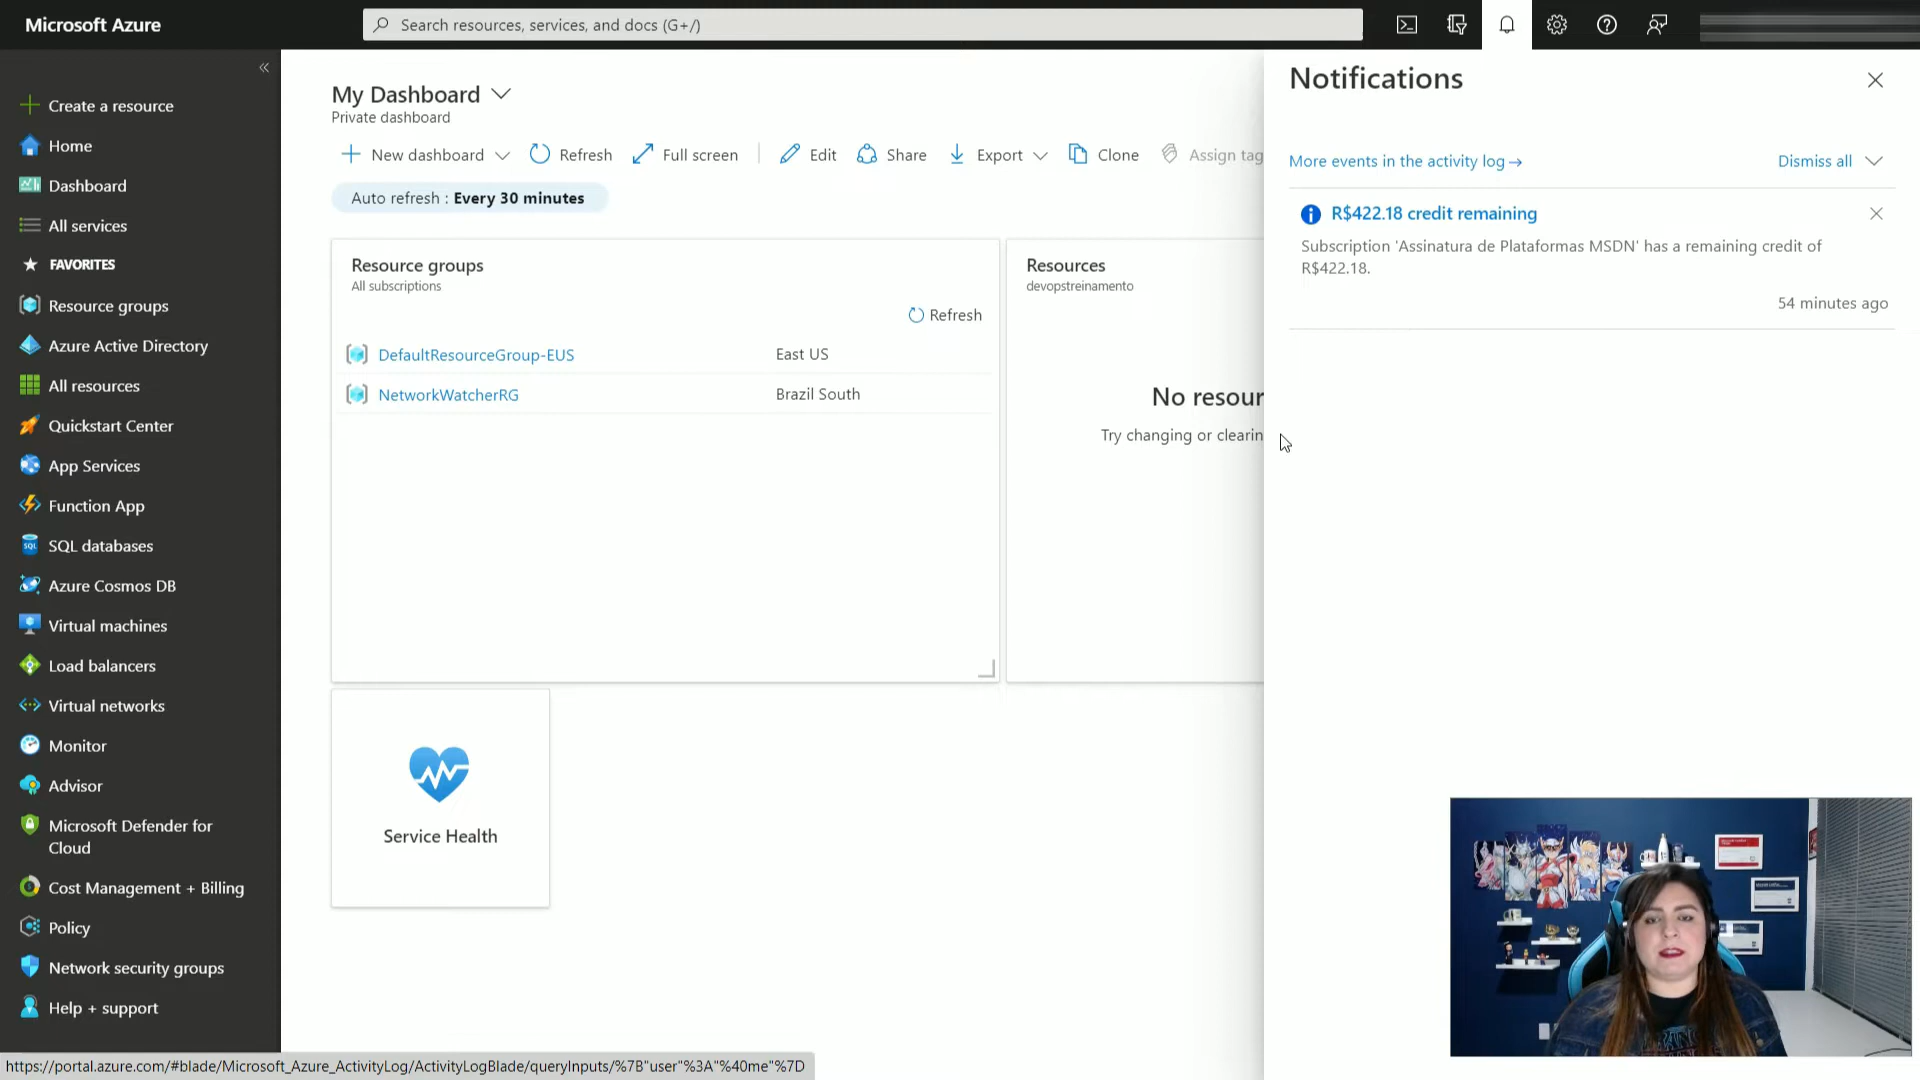 Microsoft Azure
Search resources, services, and docs (G+/)
Create a resource
Home
Dashboard
All services
FAVORITES
Resource groups
Azure Active Directory
All resources
Quickstart Center
App Services
Function App
SQL databases
Azure Cosmos DB
Virtual machines
Load balancers
Virtual networks
Monitor
Advisor
Microsoft Defender for
Cloud
Cost Management + Billing
Policy
Network security groups
Help + support
My Dashboard
Private dashboard
New dashboard
Refresh
Full screen
Edit
Share
Export
Clone
Assign tag
Auto refresh : Every 30 minutes
Resource groups
All subscriptions
Refresh
DefaultResourceGroup-EUS East US
NetworkWatcherRG Brazil South
Resources
devopstreinamento
No resour
Try changing or clearin
Service Health
Notifications
More events in the activity log →
Dismiss all
R$422.18 credit remaining
Subscription 'Assinatura de Plataformas MSDN' has a remaining credit of
R$422.18.
54 minutes ago
https://portal.azure.com/#blade/Microsoft_Azure_ActivityLog/ActivityLogBlade/queryInputs/%7B"user"%3A"%40me"%7D